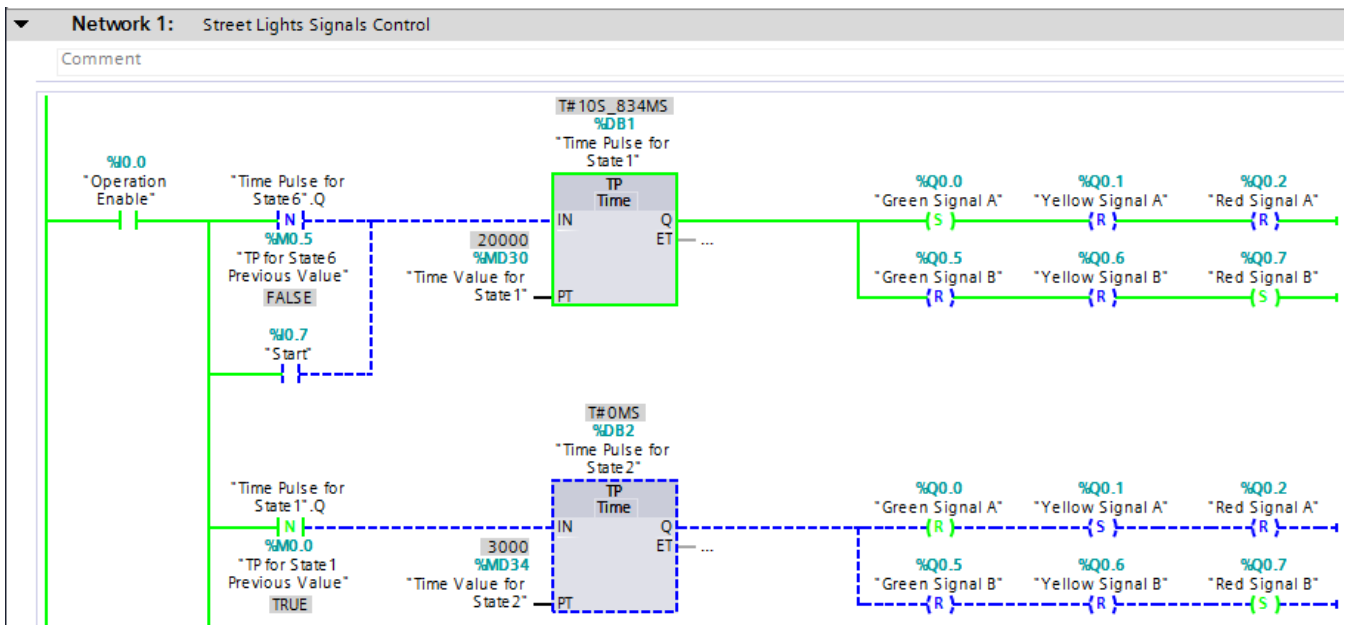 Network 1: Street Lights Signals Control
Comment
T#10S_834MS
%DB1
"Time Pulse for
State1"
%I0.0
"Operation
Enable"
"Time Pulse for
State6".Q
N
%M0.5
"TP for State6
Previous Value"
FALSE
%I0.7
"Start"
TP
Time
IN
Q
ET
...
20000
%MD30
"Time Value for
State1"
PT
%Q0.0
"Green Signal A"
S
%Q0.1
"Yellow Signal A"
R
%Q0.2
"Red Signal A"
R
%Q0.5
"Green Signal B"
R
%Q0.6
"Yellow Signal B"
R
%Q0.7
"Red Signal B"
S
T#0MS
%DB2
"Time Pulse for
State2"
"Time Pulse for
State1".Q
N
%M0.0
"TP for State1
Previous Value"
TRUE
TP
Time
IN
Q
ET
...
3000
%MD34
"Time Value for
State2"
PT
%Q0.0
"Green Signal A"
R
%Q0.1
"Yellow Signal A"
S
%Q0.2
"Red Signal A"
R
%Q0.5
"Green Signal B"
R
%Q0.6
"Yellow Signal B"
R
%Q0.7
"Red Signal B"
S